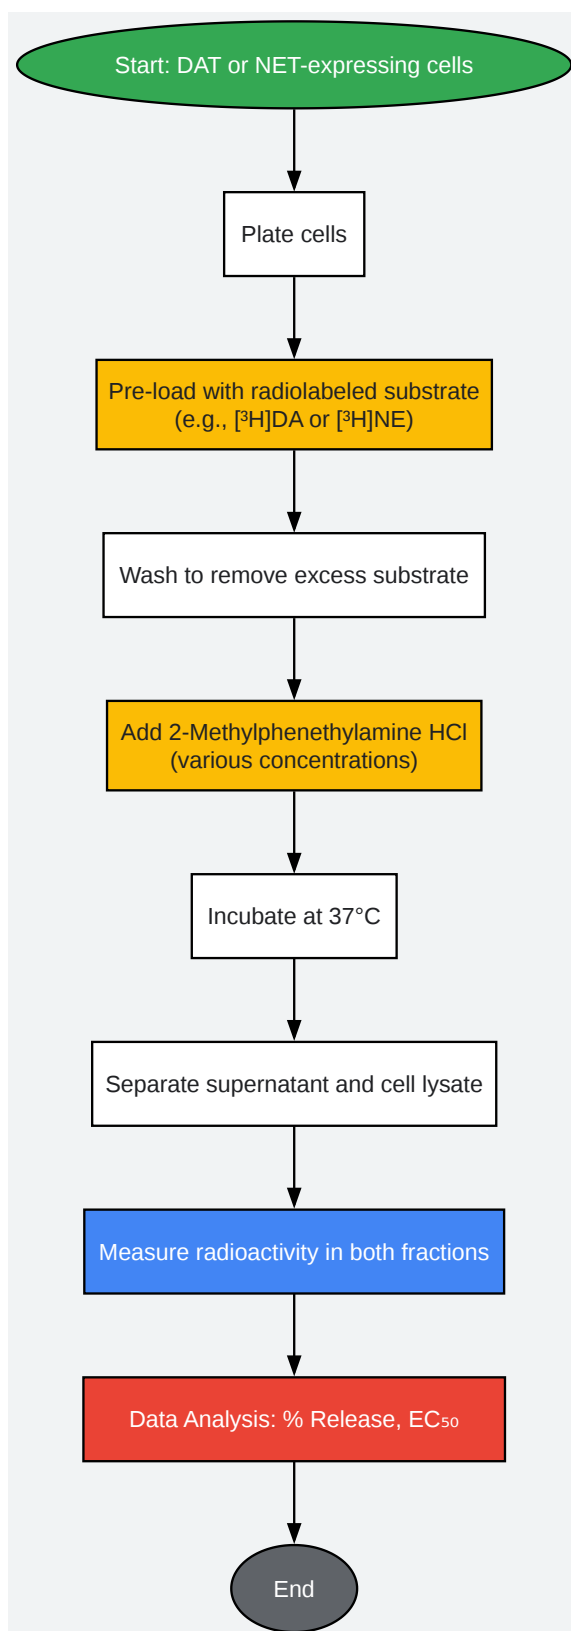 Start: DAT or NET-expressing cells
Plate cells
Pre-load with radiolabeled substrate
(e.g., [³H]DA or [³H]NE)
Wash to remove excess substrate
Add 2-Methylphenethylamine HCl
(various concentrations)
Incubate at 37°C
Separate supernatant and cell lysate
Measure radioactivity in both fractions
Data Analysis: % Release, EC₅₀
End